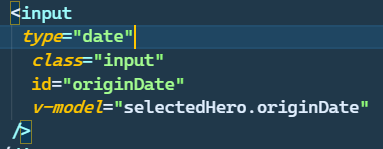 <input
type="date"
class="input"
id="originDate"
v-model="selectedHero.originDate"
/>